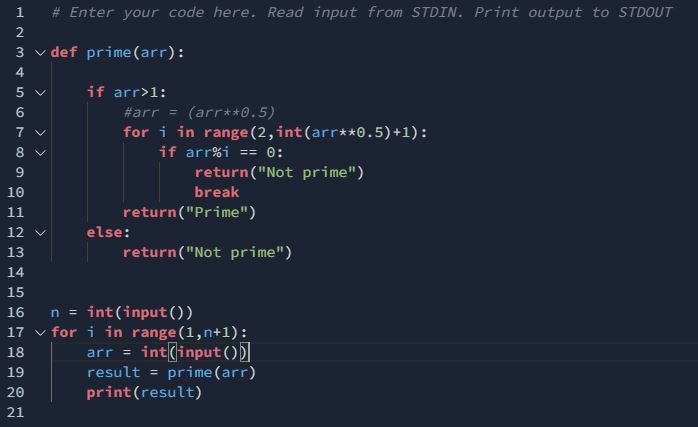 1 # Enter your code here. Read input from STDIN. Print output to STDOUT
2
3 def prime(arr):
4
5     if arr>1:
6         #arr = (arr**0.5)
7         for i in range(2,int(arr**0.5)+1):
8             if arr%i == 0:
9                 return("Not prime")
10                 break
11         return("Prime")
12     else:
13         return("Not prime")
14
15
16 n = int(input())
17 for i in range(1,n+1):
18     arr = int(input())
19     result = prime(arr)
20     print(result)
21